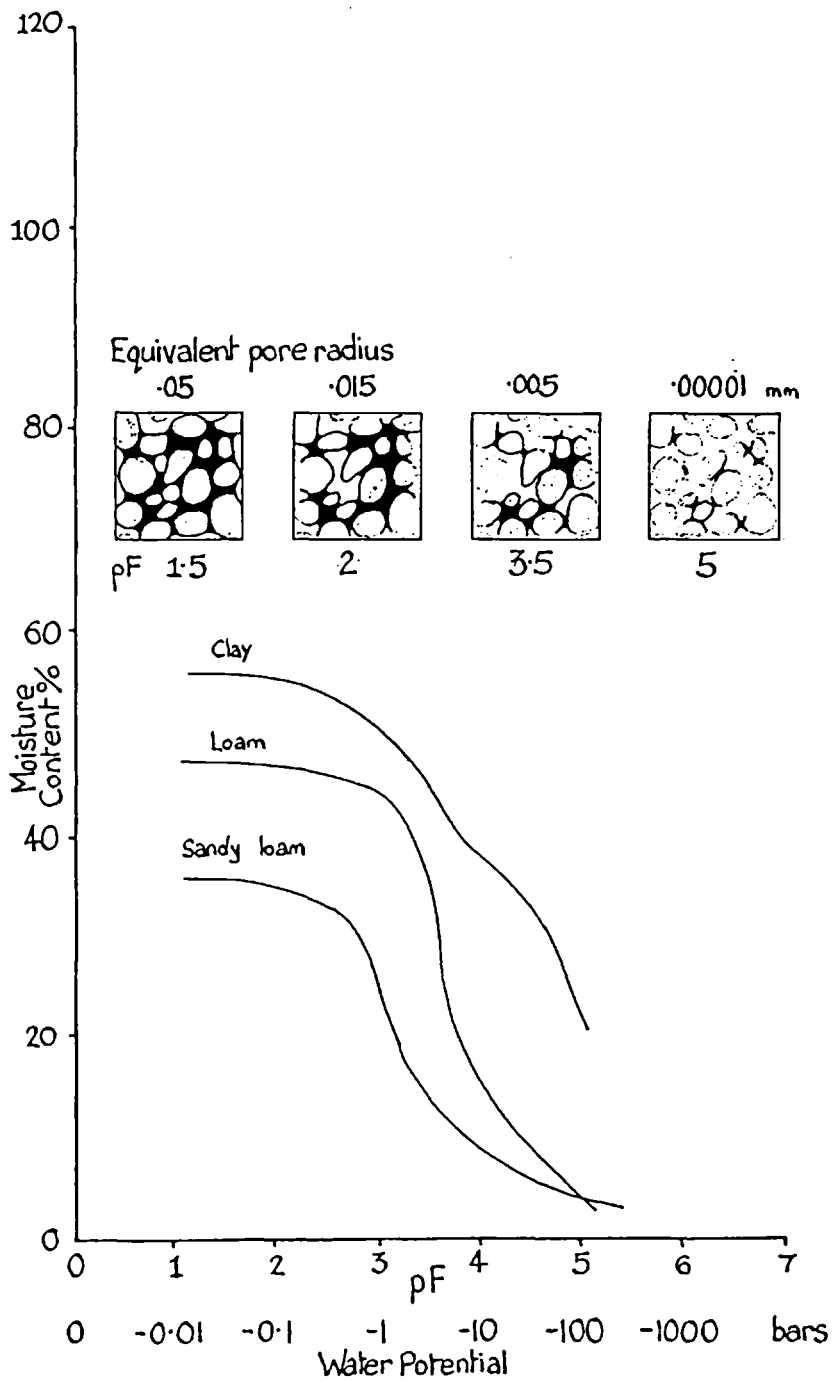 120
100
Equivalent pore radius
.05 .015 .005 .00001 mm
80
pF 1.5 2 3.5 5
60
Clay
Moisture
Content %
Loam
40
Sandy loam
20
0
0 1 2 3 4 5 6 7
pF
0 -0.01 -0.1 -1 -10 -100 -1000 bars
Water Potential